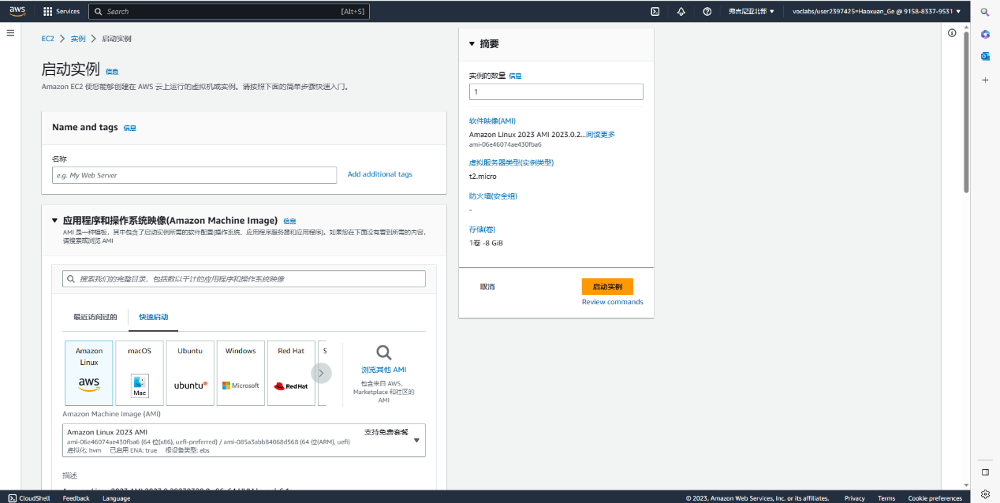 aws
Services
Search
[Alt+S]
弗吉尼亚北部
voclabs/user2397425=Haoxuan_Ge @ 9158-8337-9531
EC2
实例
启动实例
启动实例 信息
Amazon EC2 使您能够创建在 AWS 云上运行的虚拟机或实例。请按照下面的简单步骤快速入门。
Name and tags 信息
名称
e.g. My Web Server
Add additional tags
应用程序和操作系统映像(Amazon Machine Image) 信息
AMI 是一种模板，其中包含了启动实例所需的软件配置(操作系统、应用程序服务器和应用程序)。如果您在下面没有看到所需的内容，
请搜索或浏览 AMI
搜索我们的完整目录，包括数以千计的应用程序和操作系统映像
最近访问过的
快速启动
Amazon
Linux
aws
macOS
Mac
Ubuntu
ubuntu
Windows
Microsoft
Red Hat
Red Hat
S
浏览其他 AMI
包含来自 AWS、
Marketplace 和社区的
AMI
Amazon Machine Image (AMI)
Amazon Linux 2023 AMI
支持免费套餐
ami-06e46074ae430fba6 (64 位(x86), uefi-preferred) / ami-085a3abb84068d568 (64 位(ARM), uefi)
虚拟化: hvm 已启用 ENA: true 根设备类型: ebs
描述
摘要
实例的数量 信息
1
软件映像(AMI)
Amazon Linux 2023 AMI 2023.0.2...阅读更多
ami-06e46074ae430fba6
虚拟服务器类型(实例类型)
t2.micro
防火墙(安全组)
-
存储(卷)
1卷 -8 GiB
取消
启动实例
Review commands
CloudShell
Feedback
Language
© 2023, Amazon Web Services, Inc. or its affiliates.
Privacy
Terms
Cookie preferences